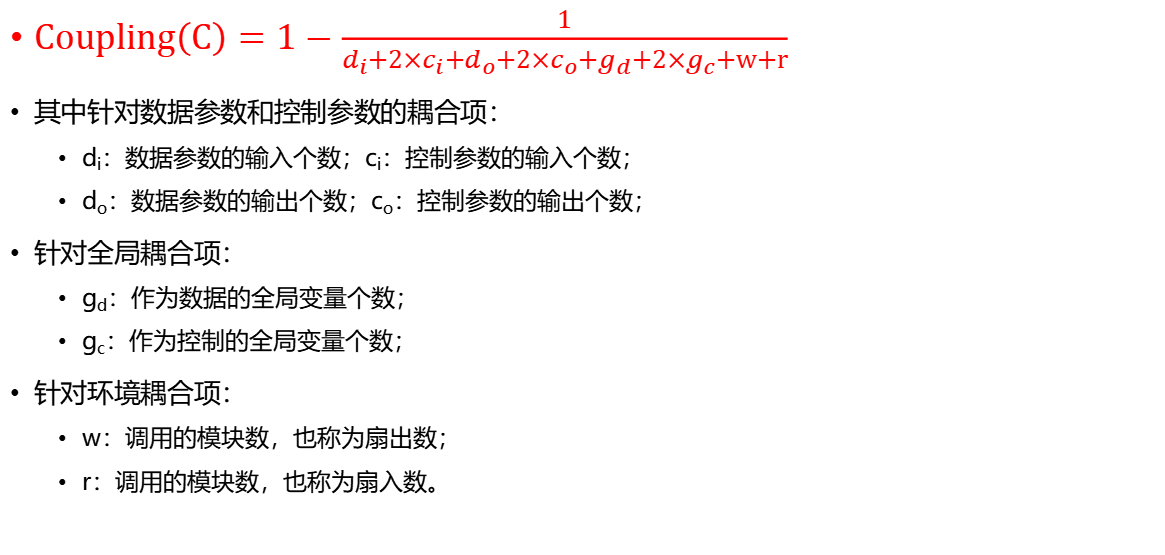 • Coupling(C) = 1 − 1/(dᵢ+2×cᵢ+dₒ+2×cₒ+g_d+2×g_c+w+r)
• 其中针对数据参数和控制参数的耦合项：
• dᵢ：数据参数的输入个数；cᵢ：控制参数的输入个数；
• dₒ：数据参数的输出个数；cₒ：控制参数的输出个数；
• 针对全局耦合项：
• g_d：作为数据的全局变量个数；
• g_c：作为控制的全局变量个数；
• 针对环境耦合项：
• w：调用的模块数，也称为扇出数；
• r：调用的模块数，也称为扇入数。